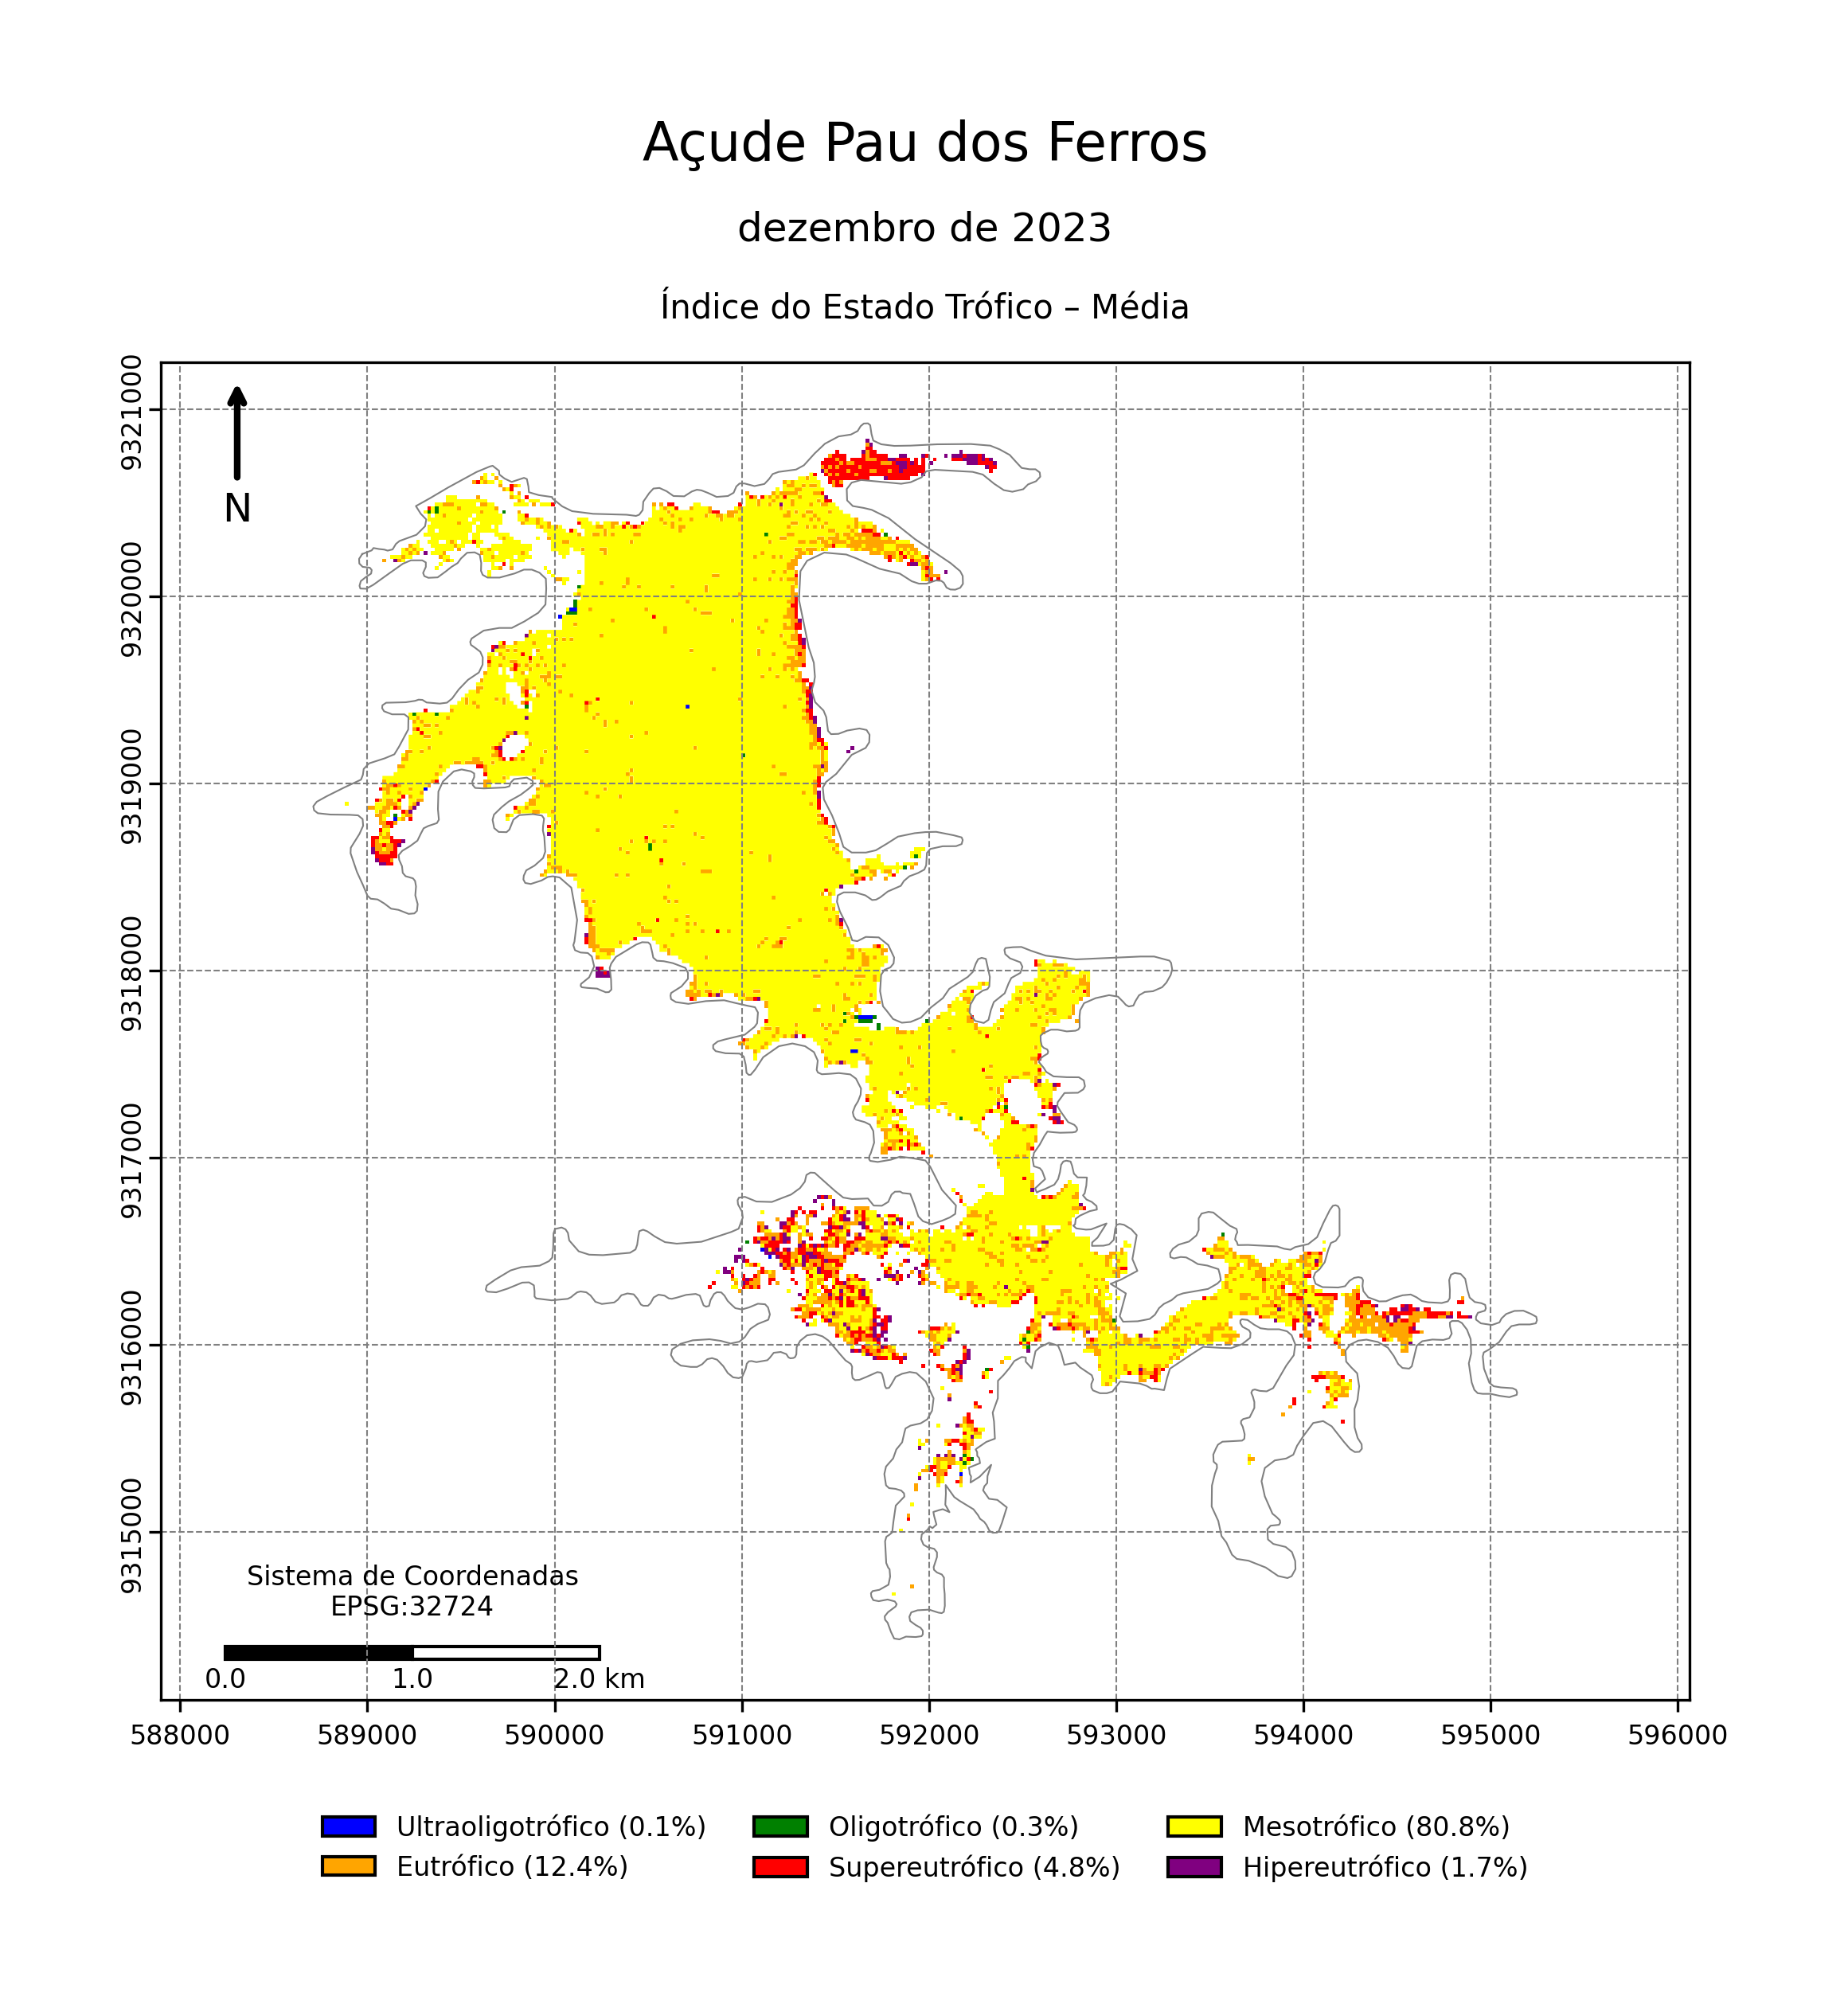 Açude Pau dos Ferros
dezembro de 2023
Índice do Estado Trófico – Média
9321000
9320000
9319000
9318000
9317000
9316000
9315000
N
Sistema de Coordenadas
EPSG:32724
0.0 1.0 2.0 km
588000 589000 590000 591000 592000 593000 594000 595000 596000
Ultraoligotrófico (0.1%) Oligotrófico (0.3%) Mesotrófico (80.8%)
Eutrófico (12.4%) Supereutrófico (4.8%) Hipereutrófico (1.7%)